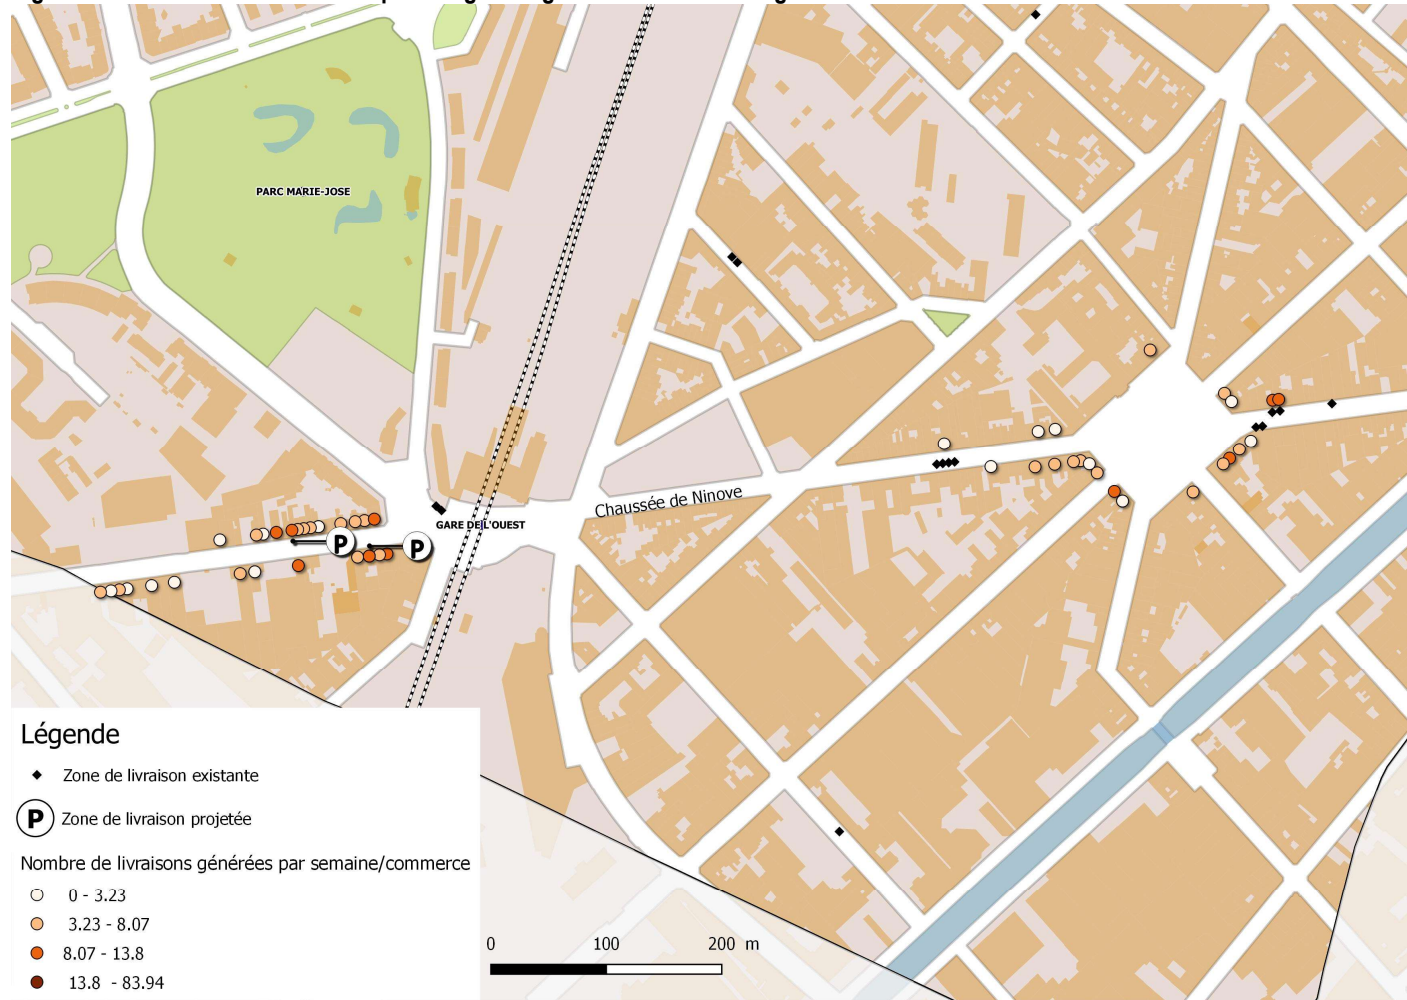 PARC MARIE-JOSE
Chaussée de Ninove
GARE DE L'OUEST
P
P
Légende
Zone de livraison existante
P Zone de livraison projetée
Nombre de livraisons générées par semaine/commerce
0 - 3.23
3.23 - 8.07
8.07 - 13.8
13.8 - 83.94
0 100 200 m